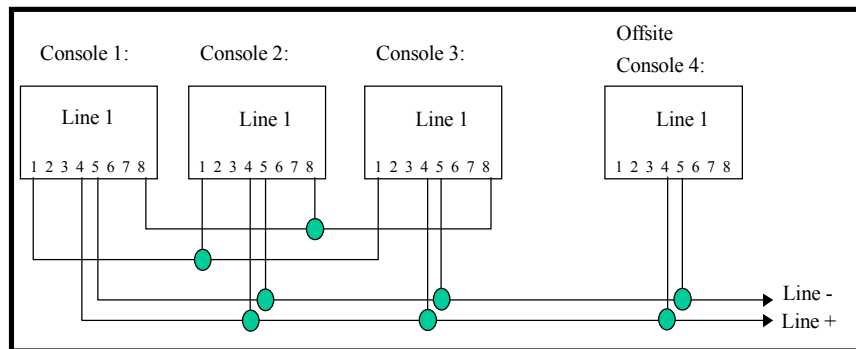 Offsite
Console 1: Console 2: Console 3: Console 4:
Line 1 Line 1 Line 1 Line 1
1 2 3 4 5 6 7 8 1 2 3 4 5 6 7 8 1 2 3 4 5 6 7 8 1 2 3 4 5 6 7 8
Line -
Line +